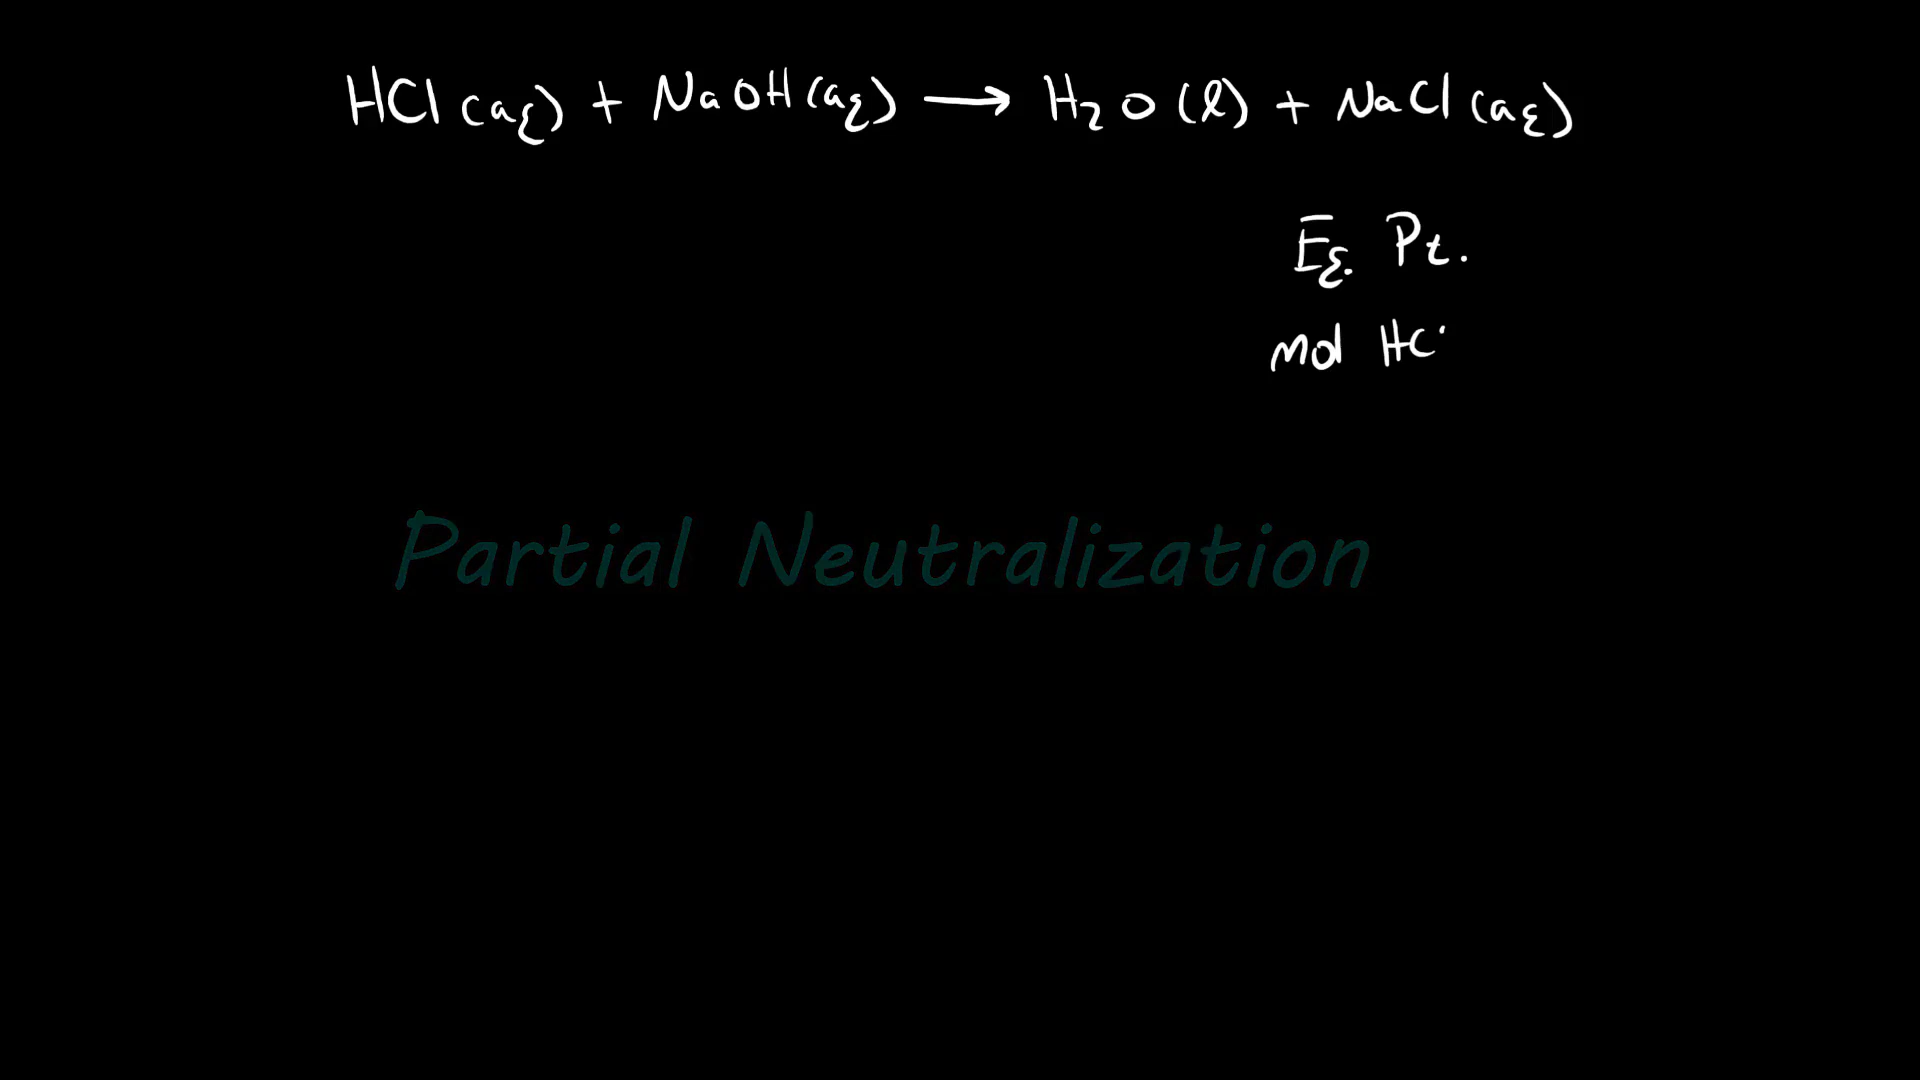 HCl (aq) + NaOH (aq) → H₂O (l) + NaCl (aq)
Eq. Pt.
mol HC
Partial Neutralization